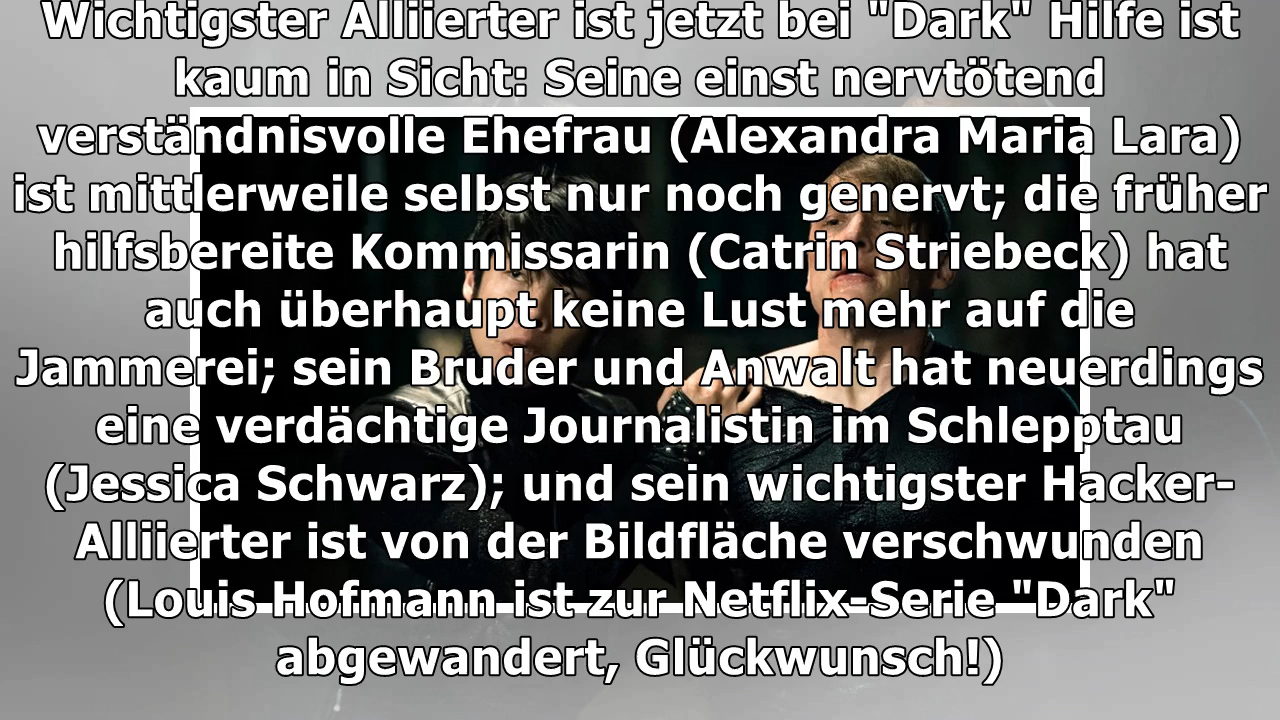 Wichtigster Alliierter ist jetzt bei "Dark" Hilfe ist
kaum in Sicht: Seine einst nervtötend
verständnisvolle Ehefrau (Alexandra Maria Lara)
ist mittlerweile selbst nur noch genervt; die früher
hilfsbereite Kommissarin (Catrin Striebeck) hat
auch überhaupt keine Lust mehr auf die
Jammerei; sein Bruder und Anwalt hat neuerdings
eine verdächtige Journalistin im Schlepptau
(Jessica Schwarz); und sein wichtigster Hacker-
Alliierter ist von der Bildfläche verschwunden
(Louis Hofmann ist zur Netflix-Serie "Dark"
abgewandert, Glückwunsch!)